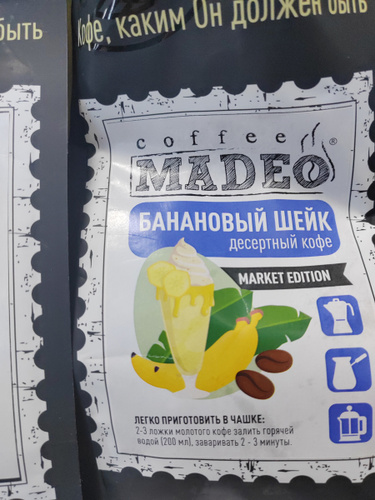 быть
Кофе, каким Он должен быть
coffee
MADEO®
БАНАНОВЫЙ ШЕЙК
десертный кофе
MARKET EDITION
ЛЕГКО ПРИГОТОВИТЬ В ЧАШКЕ:
2-3 ложки молотого кофе залить горячей
водой (200 мл), заваривать 2 - 3 минуты.